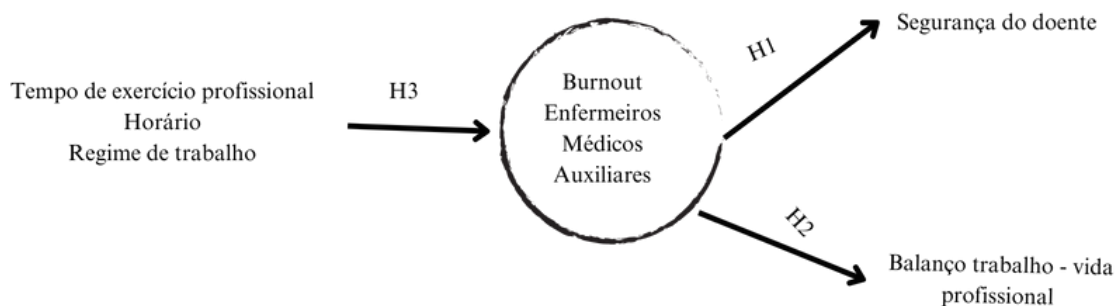 Tempo de exercício profissional
Horário
Regime de trabalho
H3
Burnout
Enfermeiros
Médicos
Auxiliares
H1
Segurança do doente
H2
Balanço trabalho - vida
profissional